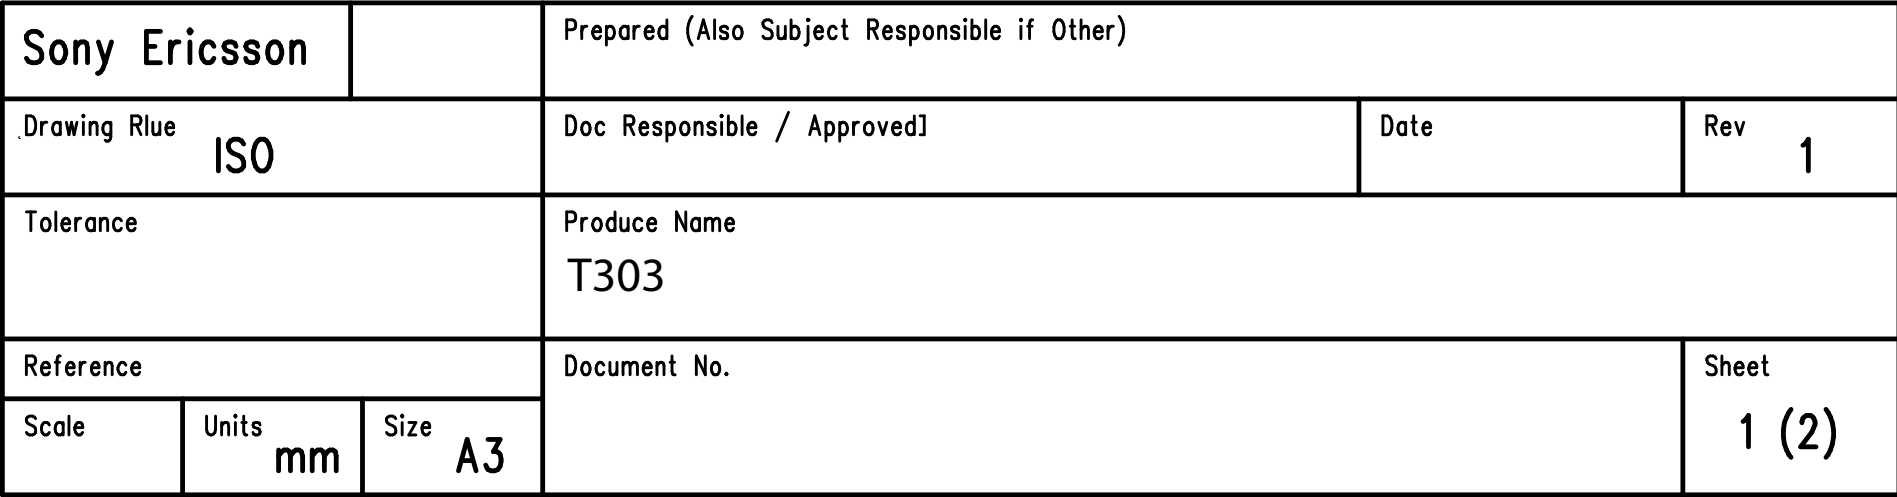 Sony Ericsson
Prepared (Also Subject Responsible if Other)
Drawing Rlue
ISO
Doc Responsible / Approved]
Date
Rev
1
Tolerance
Produce Name
T303
Reference
Document No.
Sheet
1 (2)
Scale
Units
mm
Size
A3